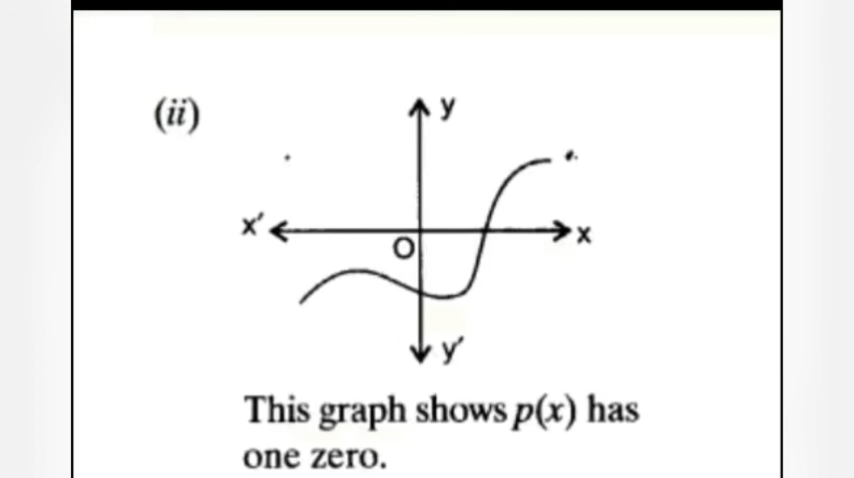 (ii)
y
x′
x
O
y′
This graph shows p(x) has
one zero.